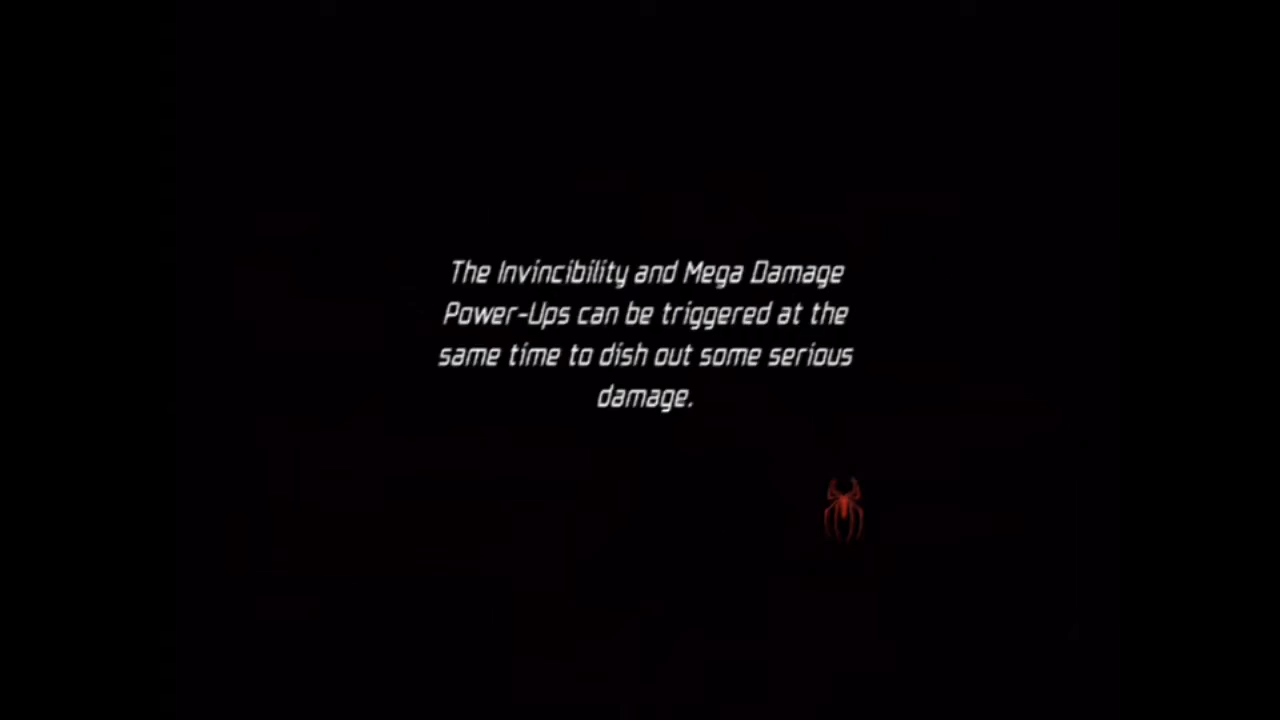 The Invincibility and Mega Damage
Power-Ups can be triggered at the
same time to dish out some serious
damage.